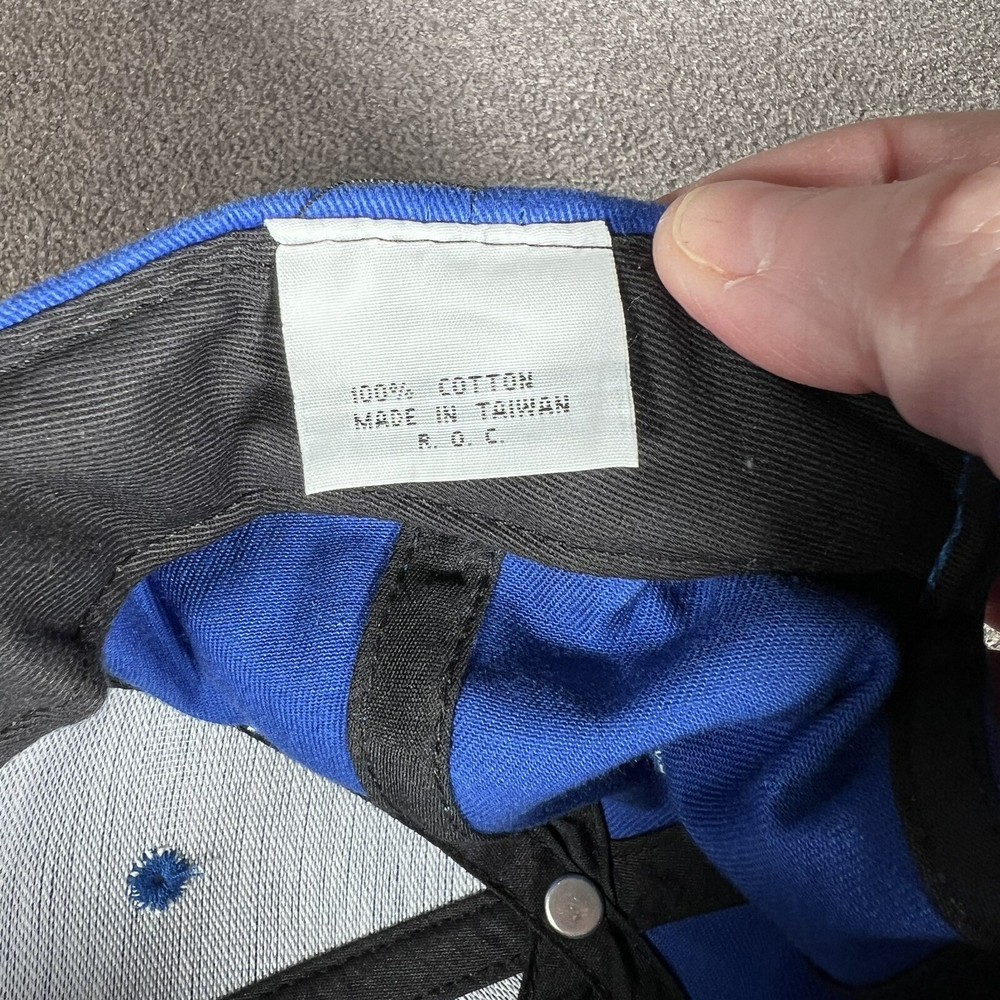 100% COTTON
MADE IN TAIWAN
R. O. C.